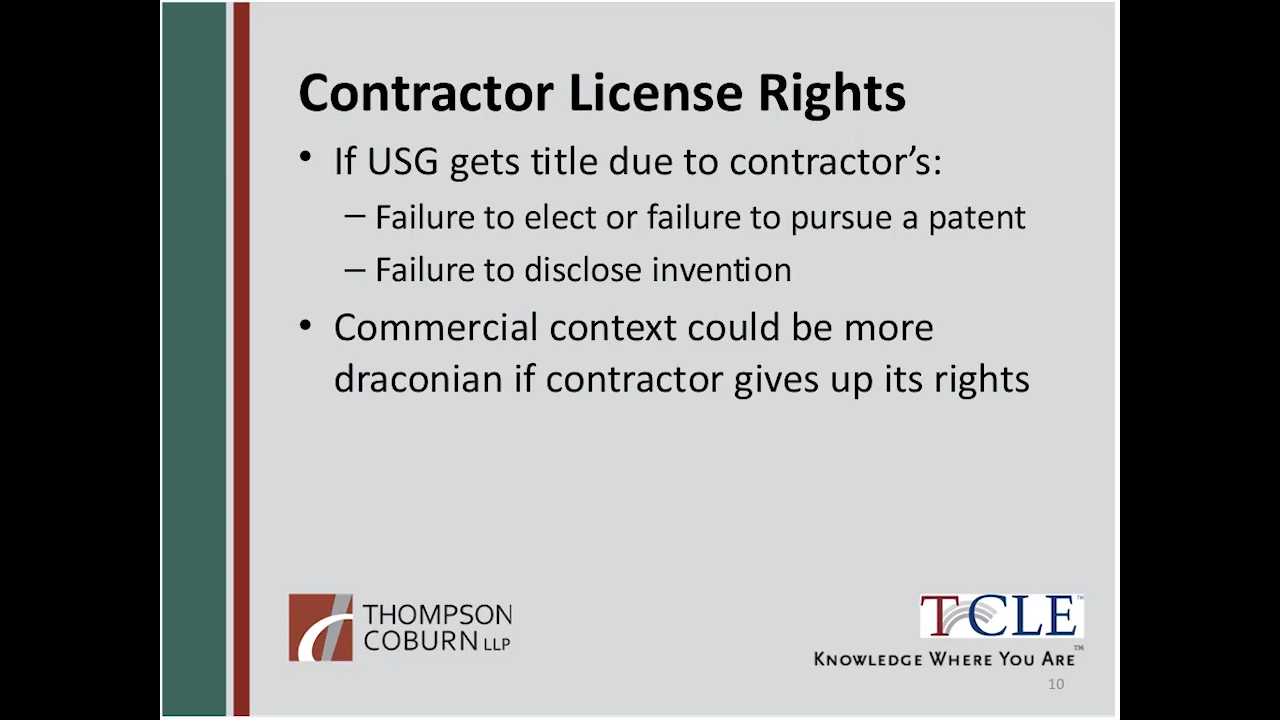 Contractor License Rights
• If USG gets title due to contractor’s:
– Failure to elect or failure to pursue a patent
– Failure to disclose invention
• Commercial context could be more
draconian if contractor gives up its rights
THOMPSON
COBURN LLP
TCLE™
KNOWLEDGE WHERE YOU ARE™
10